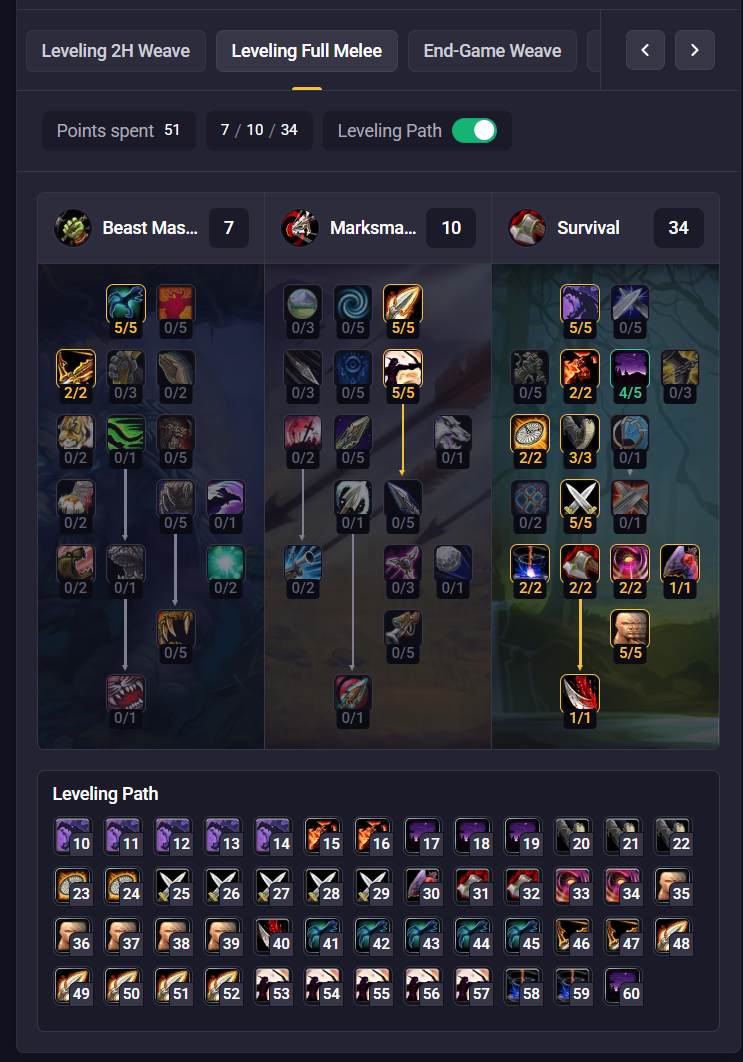 Leveling 2H Weave Leveling Full Melee End-Game Weave
Points spent 51 7 / 10 / 34 Leveling Path
Beast Mas... 7 Marksma... 10 Survival 34
5/5 0/5 0/3 0/5 5/5 5/5 0/5
2/2 0/3 0/2 0/3 0/5 5/5 0/5 2/2 4/5 0/3
0/2 0/1 0/5 0/2 0/5 0/1 2/2 3/3 0/1
0/2 0/5 0/1 0/1 0/5 0/2 5/5 0/1
0/2 0/1 0/2 0/2 0/3 0/1 2/2 2/2 2/2 1/1
0/5 0/5 5/5
0/1 0/1 1/1
Leveling Path
10 11 12 13 14 15 16 17 18 19 20 21 22
23 24 25 26 27 28 29 30 31 32 33 34 35
36 37 38 39 40 41 42 43 44 45 46 47 48
49 50 51 52 53 54 55 56 57 58 59 60